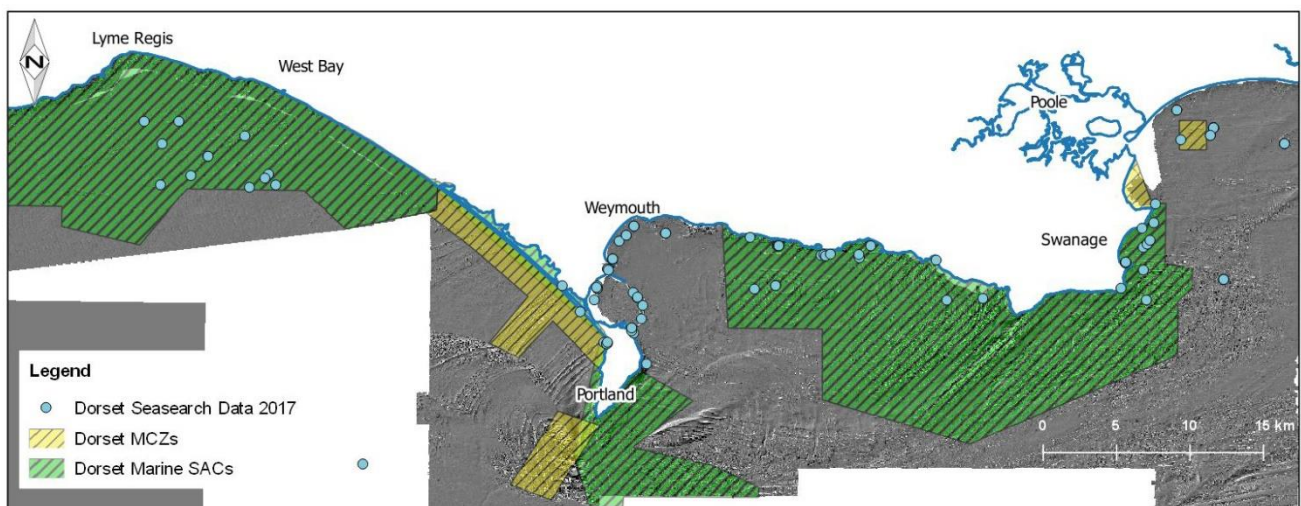 Lyme Regis
West Bay
Poole
Weymouth
Swanage
Portland
N
Legend
Dorset Seasearch Data 2017
Dorset MCZs
Dorset Marine SACs
0 5 10 15 km